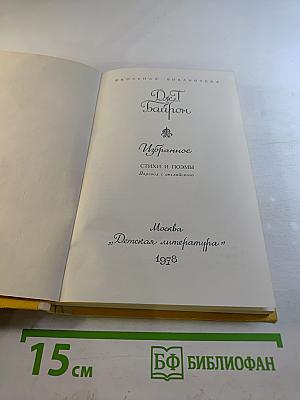 ШКОЛЬНАЯ БИБЛИОТЕКА
Дж.Г.
Байрон
Избранное
СТИХИ И ПОЭМЫ
Перевод с английского
Москва
„Детская литература"
1978
15 см
БФ БИБЛИОФАН